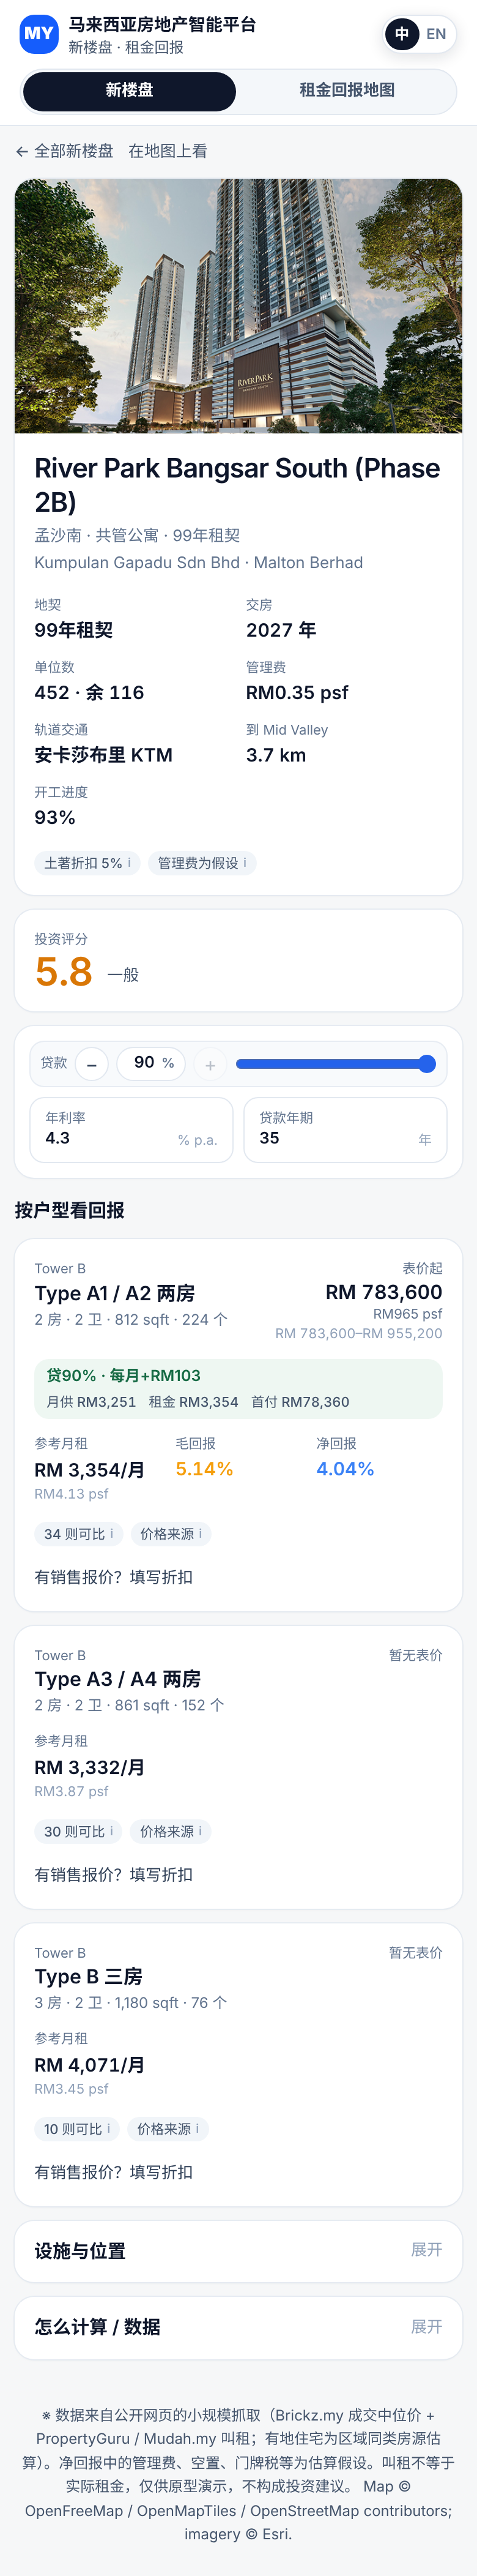 MY
马来西亚房地产智能平台
新楼盘 · 租金回报
中 EN
新楼盘 租金回报地图
← 全部新楼盘 在地图上看
RIVERPARK
River Park Bangsar South (Phase
2B)
孟沙南 · 共管公寓 · 99年租契
Kumpulan Gapadu Sdn Bhd · Malton Berhad
地契 交房
99年租契 2027 年
单位数 管理费
452 · 余 116 RM0.35 psf
轨道交通 到 Mid Valley
安卡莎布里 KTM 3.7 km
开工进度
93%
土著折扣 5% i 管理费为假设 i
投资评分
5.8 一般
贷款 − 90 % +
年利率 贷款年期
4.3 % p.a. 35 年
按户型看回报
Tower B 表价起
Type A1 / A2 两房 RM 783,600
2 房 · 2 卫 · 812 sqft · 224 个 RM965 psf
RM 783,600–RM 955,200
贷90% · 每月+RM103
月供 RM3,251 租金 RM3,354 首付 RM78,360
参考月租 毛回报 净回报
RM 3,354/月 5.14% 4.04%
RM4.13 psf
34 则可比 i 价格来源 i
有销售报价？填写折扣
Tower B 暂无表价
Type A3 / A4 两房
2 房 · 2 卫 · 861 sqft · 152 个
参考月租
RM 3,332/月
RM3.87 psf
30 则可比 i 价格来源 i
有销售报价？填写折扣
Tower B 暂无表价
Type B 三房
3 房 · 2 卫 · 1,180 sqft · 76 个
参考月租
RM 4,071/月
RM3.45 psf
10 则可比 i 价格来源 i
有销售报价？填写折扣
设施与位置 展开
怎么计算 / 数据 展开
※ 数据来自公开网页的小规模抓取（Brickz.my 成交中位价 +
PropertyGuru / Mudah.my 叫租；有地住宅为区域同类房源估
算）。净回报中的管理费、空置、门牌税等为估算假设。叫租不等于
实际租金，仅供原型演示，不构成投资建议。 Map ©
OpenFreeMap / OpenMapTiles / OpenStreetMap contributors;
imagery © Esri.